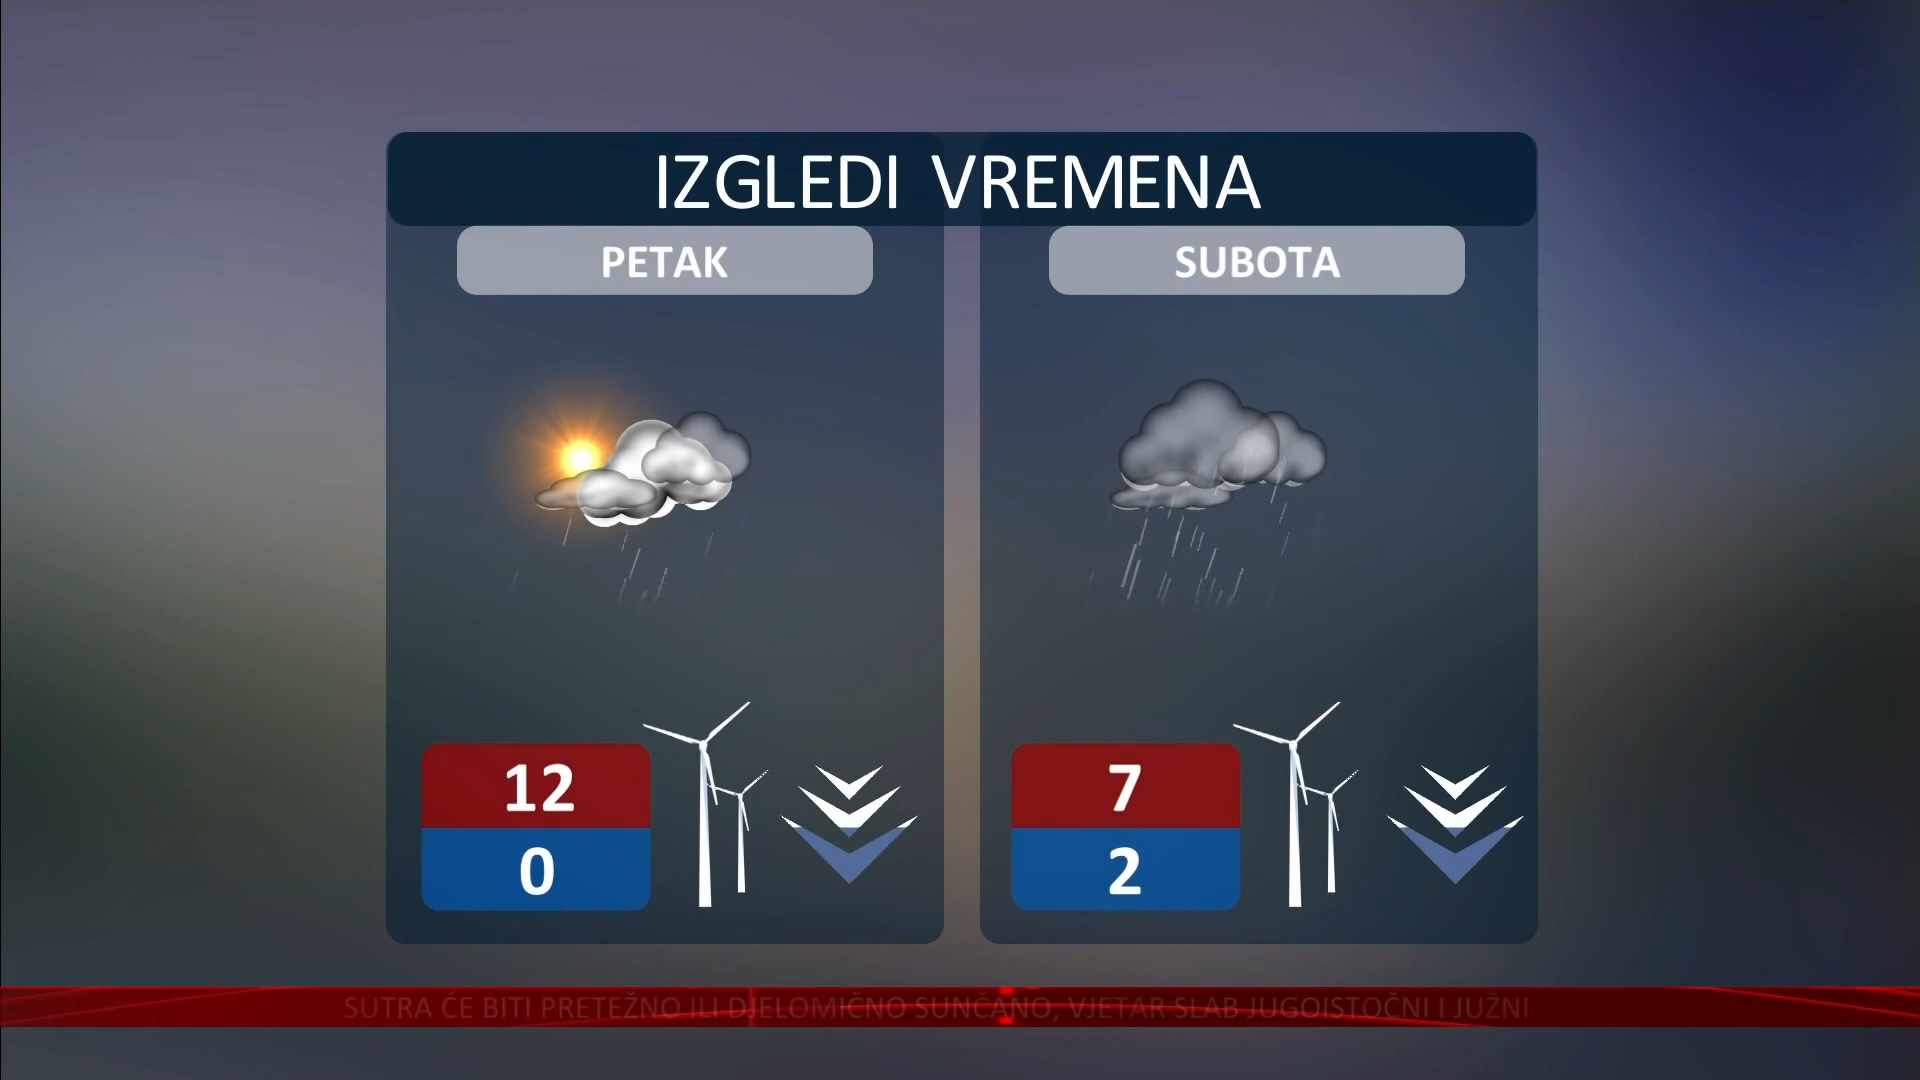 IZGLEDI VREMENA
PETAK
SUBOTA
12
0
7
2
SUTRA ĆE BITI PRETEŽNO ILI DJELOMIČNO SUNČANO, VJETAR SLAB JUGOISTOČNI I JUŽNI